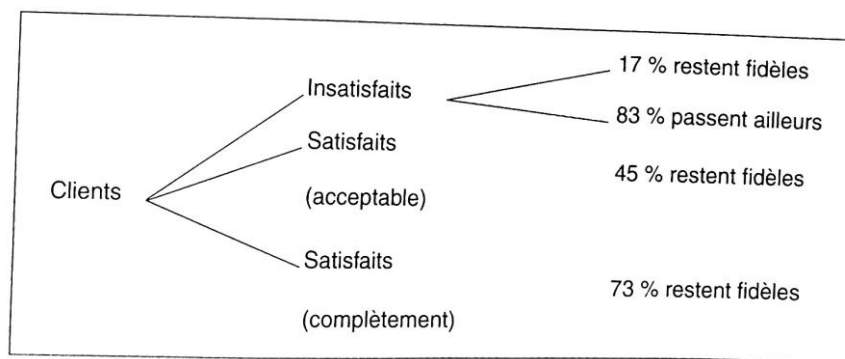 17 % restent fidèles
Insatisfaits
83 % passent ailleurs
Satisfaits
45 % restent fidèles
Clients
(acceptable)
Satisfaits
73 % restent fidèles
(complètement)